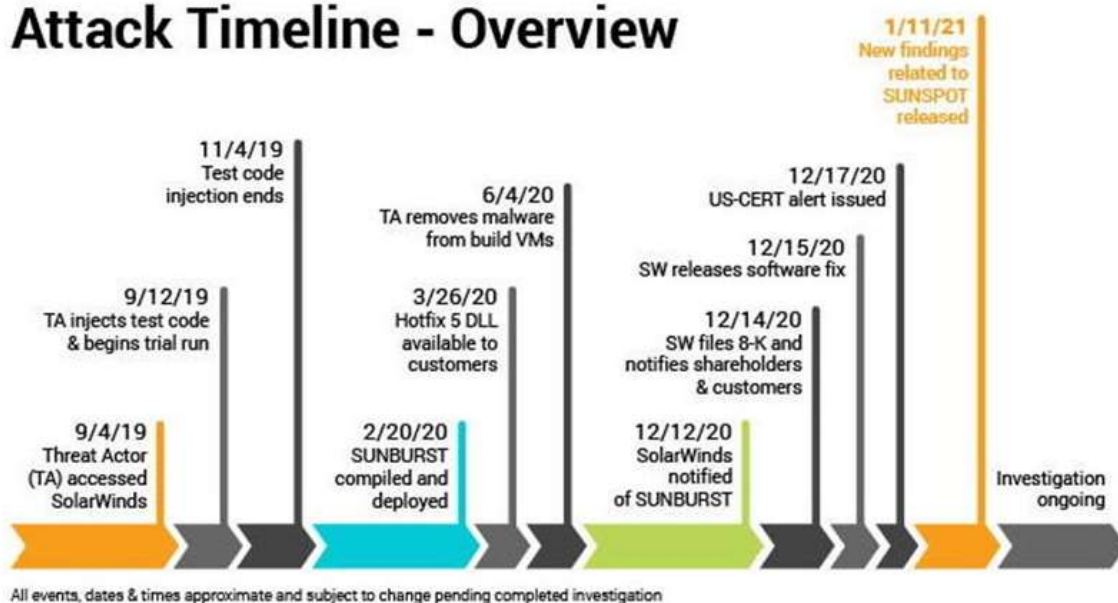 Attack Timeline - Overview
9/4/19
Threat Actor
(TA) accessed
SolarWinds
9/12/19
TA injects test code
& begins trial run
11/4/19
Test code
injection ends
2/20/20
SUNBURST
compiled and
deployed
3/26/20
Hotfix 5 DLL
available to
customers
6/4/20
TA removes malware
from build VMs
12/12/20
SolarWinds
notified
of SUNBURST
12/14/20
SW files 8-K and
notifies shareholders
& customers
12/15/20
SW releases software fix
12/17/20
US-CERT alert issued
1/11/21
New findings
related to
SUNSPOT
released
Investigation
ongoing
All events, dates & times approximate and subject to change pending completed investigation